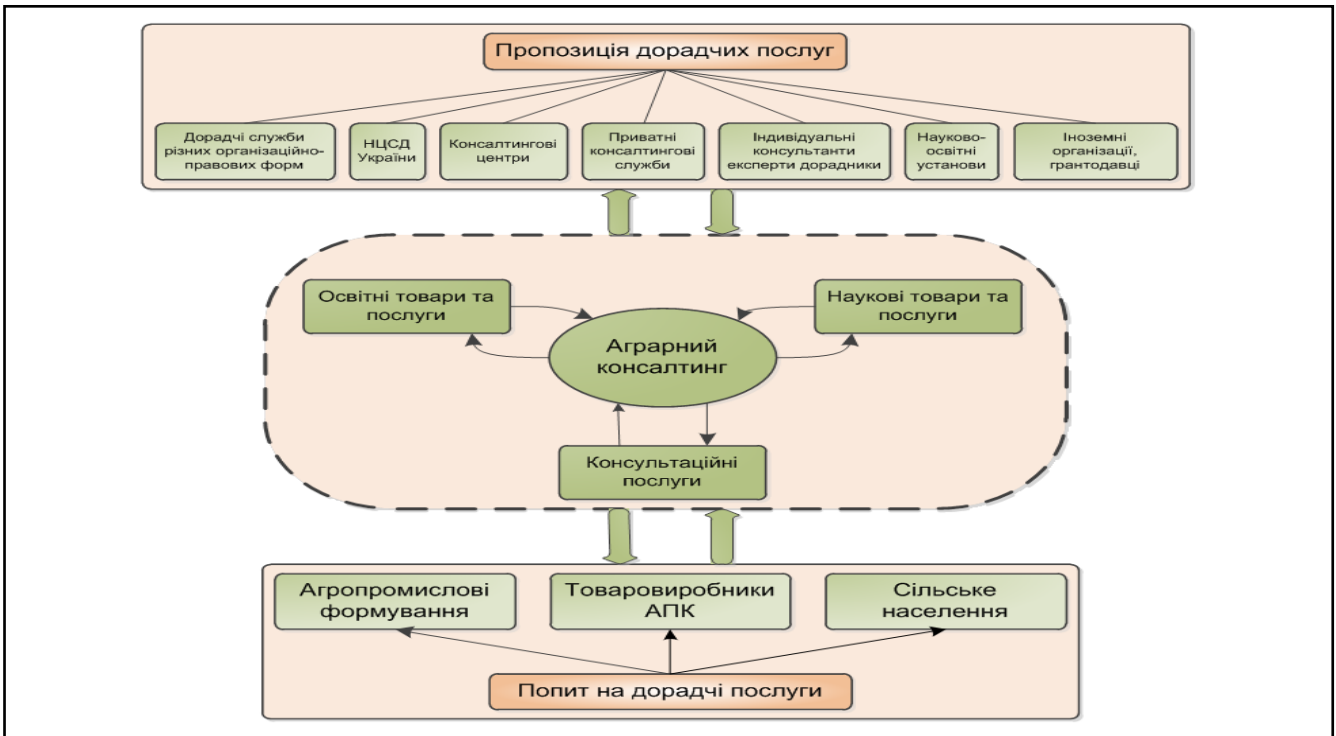 Пропозиція дорадчих послуг
Дорадчі служби
різних організаційно-
правових форм
НЦСД
України
Консалтингові
центри
Приватні
консалтингові
служби
Індивідуальні
консультанти
експерти дорадники
Науково-
освітні
установи
Іноземні
організації,
грантодавці
Освітні товари та
послуги
Наукові товари та
послуги
Аграрний
консалтинг
Консультаційні
послуги
Агропромислові
формування
Товаровиробники
АПК
Сільське
населення
Попит на дорадчі послуги